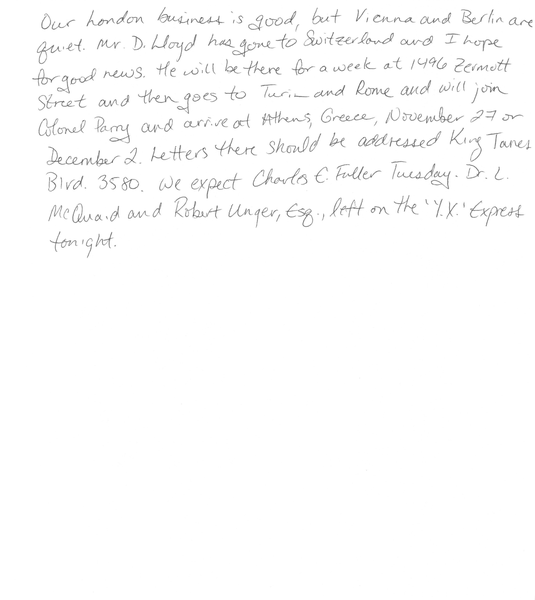 Our London business is good, but Vienna and Berlin are
quiet. Mr. D. Lloyd has gone to Switzerland and I hope
for good news. He will be there for a week at 1496 Zermott
Street and then goes to Turin and Rome and will join
Colonel Parry and arrive at Athens, Greece, November 27 or
December 2. Letters there should be addressed King James
Blvd. 3580. We expect Charles E. Fuller Tuesday. Dr. L.
McQuaid and Robert Unger, Esq., left on the 'Y.X.' Express
tonight.